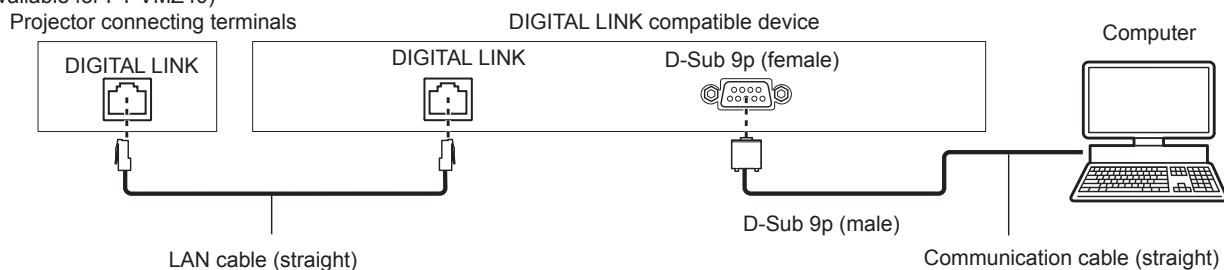 Projector connecting terminals
DIGITAL LINK compatible device
Computer
DIGITAL LINK
DIGITAL LINK
D-Sub 9p (female)
D-Sub 9p (male)
LAN cable (straight)
Communication cable (straight)